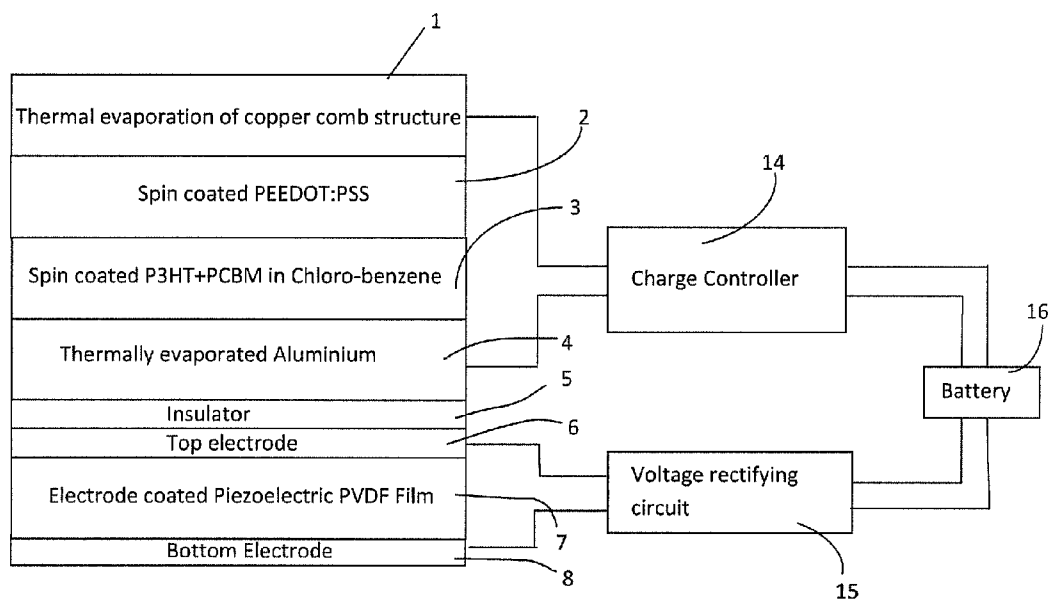 1
Thermal evaporation of copper comb structure
2
Spin coated PEEDOT:PSS
3
Spin coated P3HT+PCBM in Chloro-benzene
Thermally evaporated Aluminium
4
5
Insulator
6
Top electrode
Electrode coated Piezoelectric PVDF Film
7
Bottom Electrode
8
14
Charge Controller
16
Battery
Voltage rectifying
circuit
15